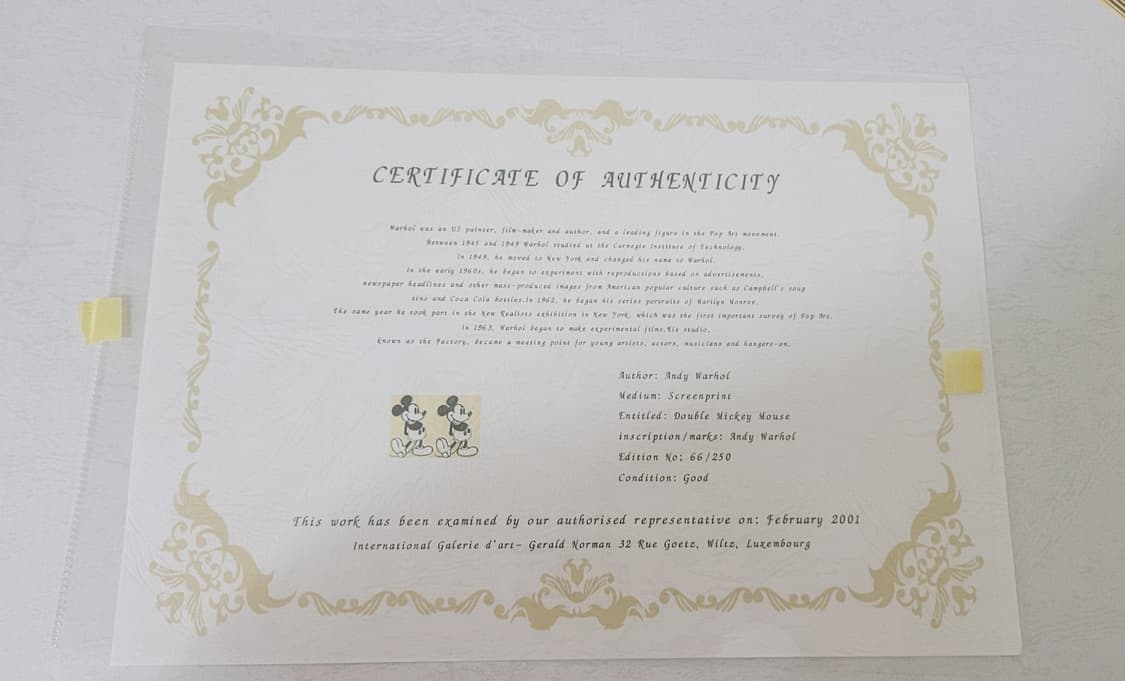 CERTIFICATE OF AUTHENTICITY
Warhol was an US painter, film-maker and author, and a leading figure in the Pop Art movement.
Between 1945 and 1949 Warhol studied at the Carnegie Institute of Technology.
In 1949, he moved to New York and changed his name to Warhol.
In the early 1960s, he began to experiment with reproductions based on advertisements,
newspaper headlines and other mass-produced images from American popular culture such as Campbell's soup
tins and Coca Cola bottles.In 1962, he began his series portraits of Marilyn Monroe.
The same year he took part in the New Realists exhibition in New York, which was the first important survey of Pop Art.
In 1963, Warhol began to make experimental films.His studio,
known as the Factory, became a meeting point for young artists, actors, musicians and hangers-on.
Author: Andy Warhol
Medium: Screenprint
Entitled: Double Mickey Mouse
inscription/marks: Andy Warhol
Edition No; 66/250
Condition: Good
This work has been examined by our authorised representative on: February 2001
International Galerie d'art- Gerald Norman 32 Rue Goetz, Wiltz, Luxembourg